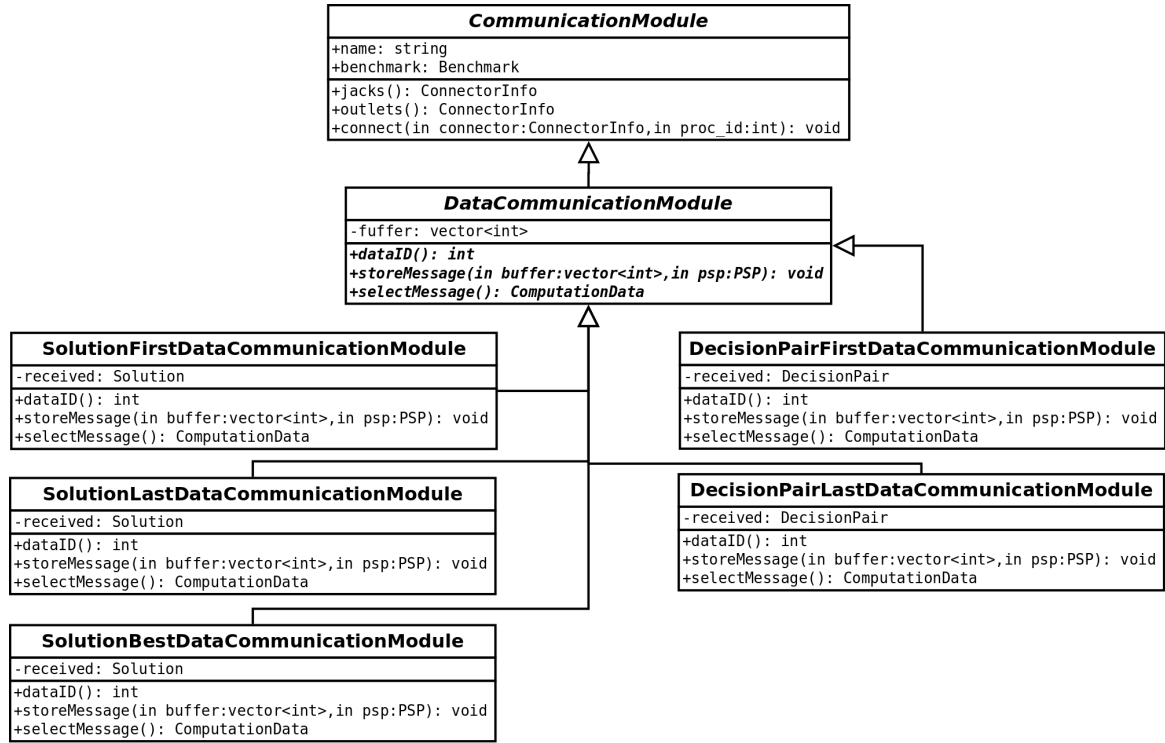 CommunicationModule
+name: string
+benchmark: Benchmark
+jacks(): ConnectorInfo
+outlets(): ConnectorInfo
+connect(in connector:ConnectorInfo,in proc_id:int): void
DataCommunicationModule
-fuffer: vector<int>
+dataID(): int
+storeMessage(in buffer:vector<int>,in psp:PSP): void
+selectMessage(): ComputationData
SolutionFirstDataCommunicationModule
-received: Solution
+dataID(): int
+storeMessage(in buffer:vector<int>,in psp:PSP): void
+selectMessage(): ComputationData
DecisionPairFirstDataCommunicationModule
-received: DecisionPair
+dataID(): int
+storeMessage(in buffer:vector<int>,in psp:PSP): void
+selectMessage(): ComputationData
SolutionLastDataCommunicationModule
-received: Solution
+dataID(): int
+storeMessage(in buffer:vector<int>,in psp:PSP): void
+selectMessage(): ComputationData
DecisionPairLastDataCommunicationModule
-received: DecisionPair
+dataID(): int
+storeMessage(in buffer:vector<int>,in psp:PSP): void
+selectMessage(): ComputationData
SolutionBestDataCommunicationModule
-received: Solution
+dataID(): int
+storeMessage(in buffer:vector<int>,in psp:PSP): void
+selectMessage(): ComputationData